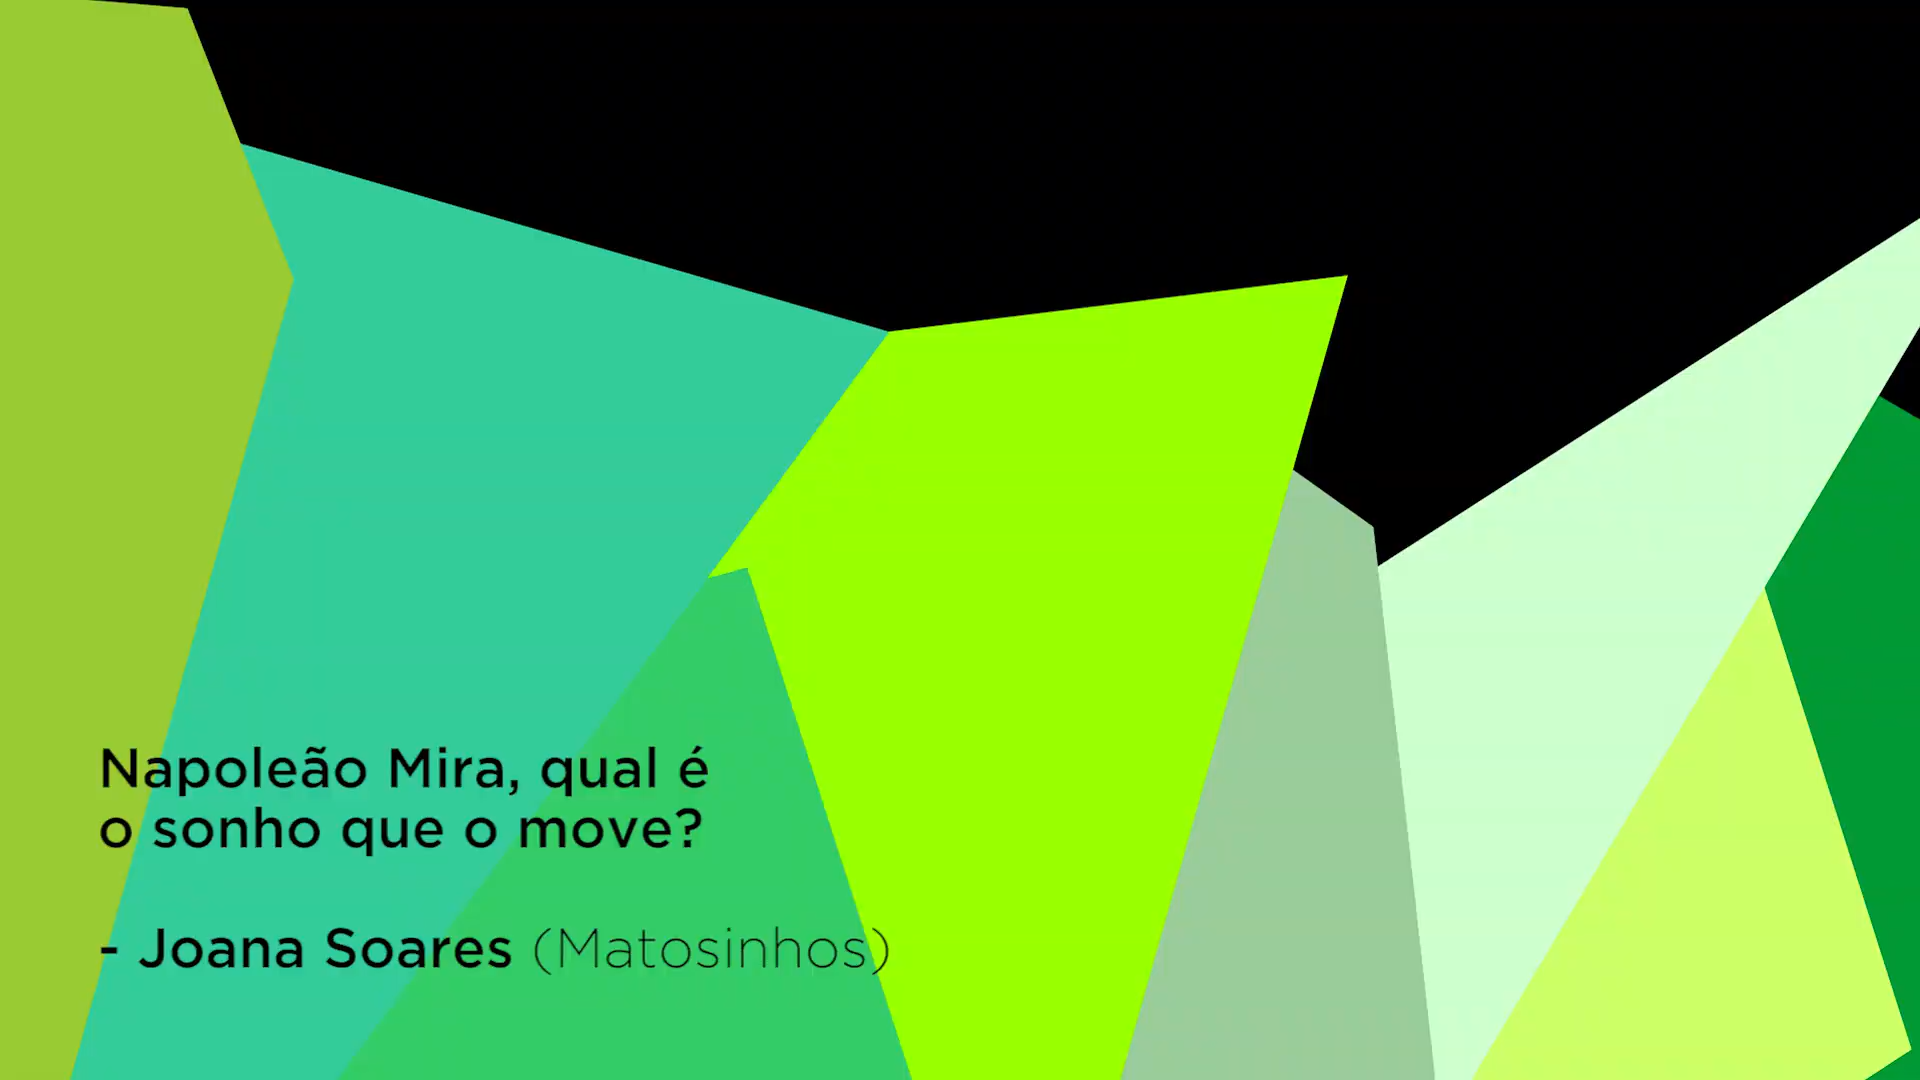 Napoleão Mira, qual é
o sonho que o move?
- Joana Soares (Matosinhos)